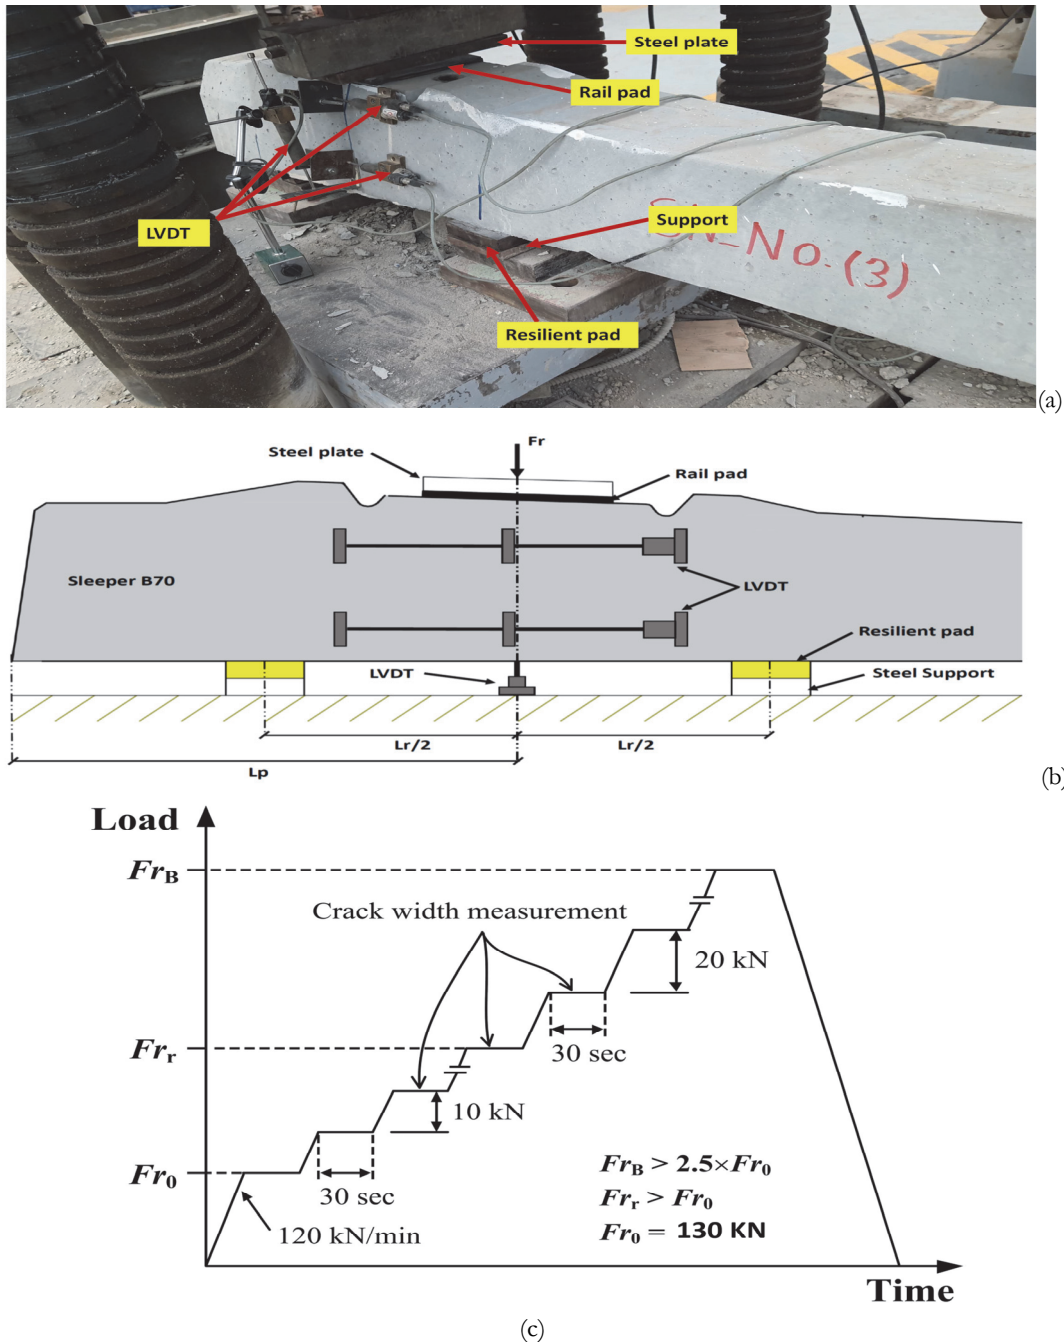 Steel plate
Rail pad
LVDT
Support
Resilient pad
No.(3)
(a)
Fr
Steel plate
Rail pad
Sleeper B70
LVDT
Resilient pad
LVDT
Steel Support
Lr/2
Lr/2
Lp
(b)
Load
FrB
Crack width measurement
20 kN
Frr
30 sec
10 kN
FrB > 2.5×Fr0
Fr0
30 sec
Frr > Fr0
120 kN/min
Fr0 = 130 KN
Time
(c)